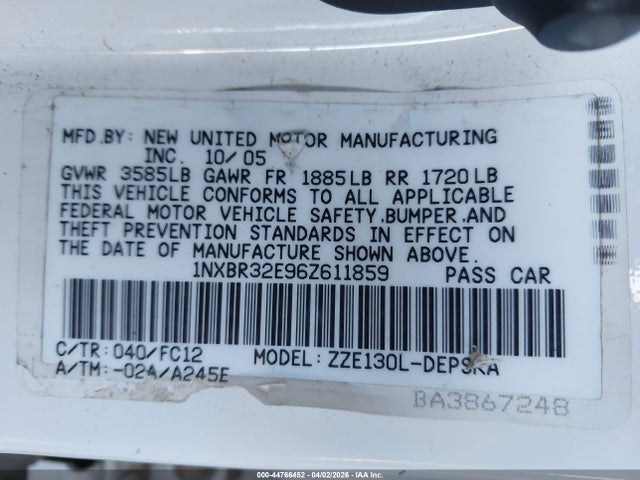 MFD.BY: NEW UNITED MOTOR MANUFACTURING
INC. 10/05
GVWR 3585LB GAWR FR 1885LB RR 1720LB
THIS VEHICLE CONFORMS TO ALL APPLICABLE
FEDERAL MOTOR VEHICLE SAFETY,BUMPER,AND
THEFT PREVENTION STANDARDS IN EFFECT ON
THE DATE OF MANUFACTURE SHOWN ABOVE.
1NXBR32E96Z611859 PASS CAR
C/TR: 040/FC12 MODEL: ZZE130L-DEPSKA
A/TM: -02A/A245E
BA3867248
000-44766452 - 04/02/2026 - IAA Inc. Copyright